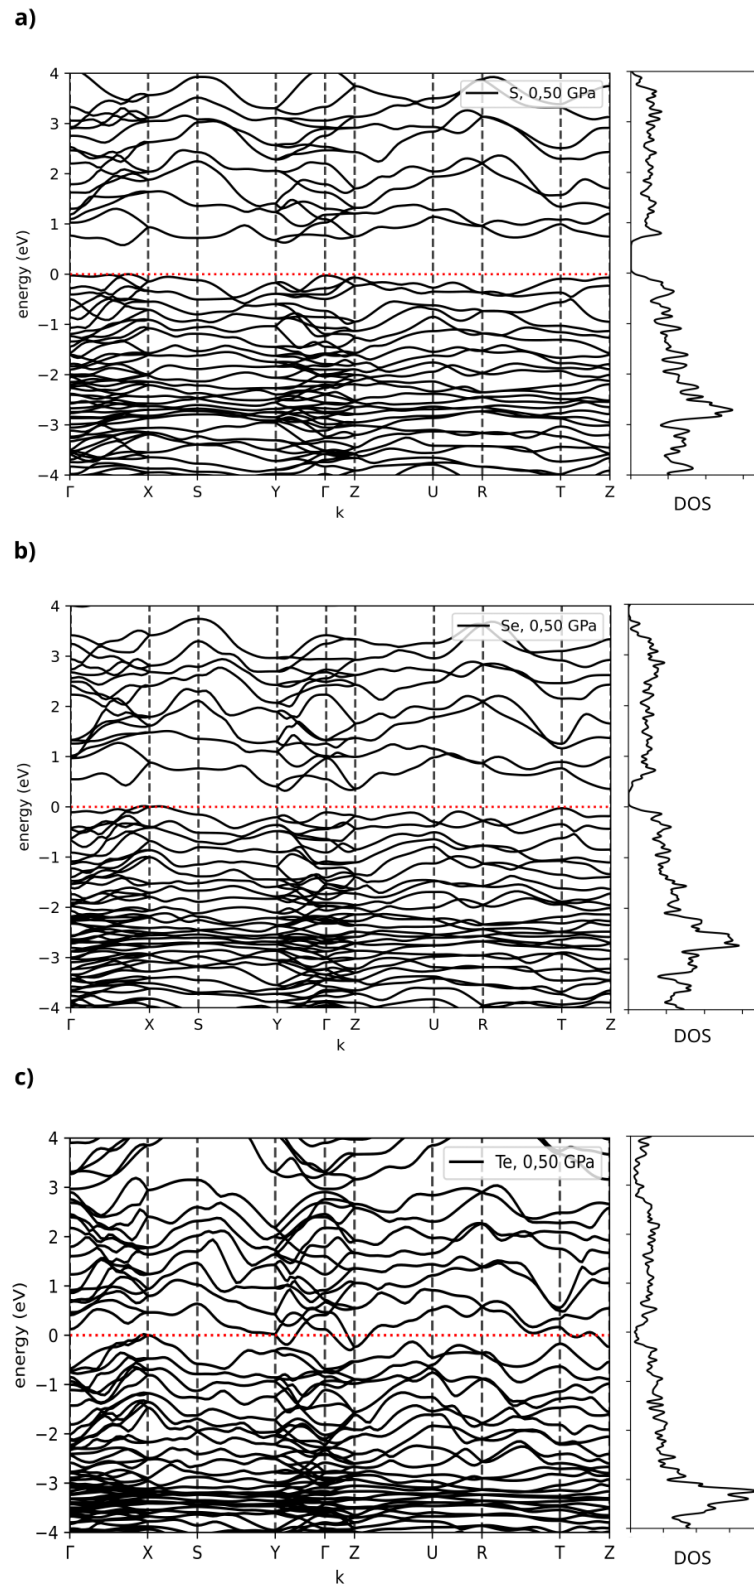 a)
S, 0,50 GPa
energy (eV)
4
3
2
1
0
−1
−2
−3
−4
Γ X S Y Γ Z U R T Z
k
DOS
b)
Se, 0,50 GPa
energy (eV)
4
3
2
1
0
−1
−2
−3
−4
Γ X S Y Γ Z U R T Z
k
DOS
c)
Te, 0,50 GPa
energy (eV)
4
3
2
1
0
−1
−2
−3
−4
Γ X S Y Γ Z U R T Z
k
DOS